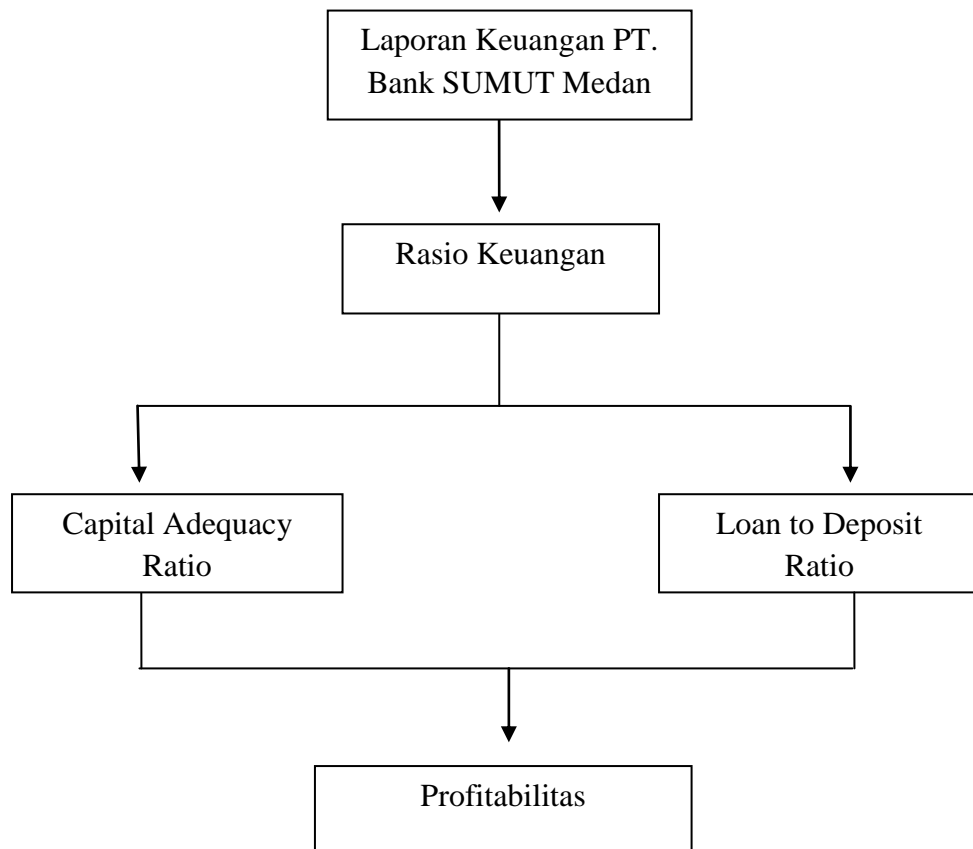 Laporan Keuangan PT.
Bank SUMUT Medan
Rasio Keuangan
Capital Adequacy
Ratio
Loan to Deposit
Ratio
Profitabilitas